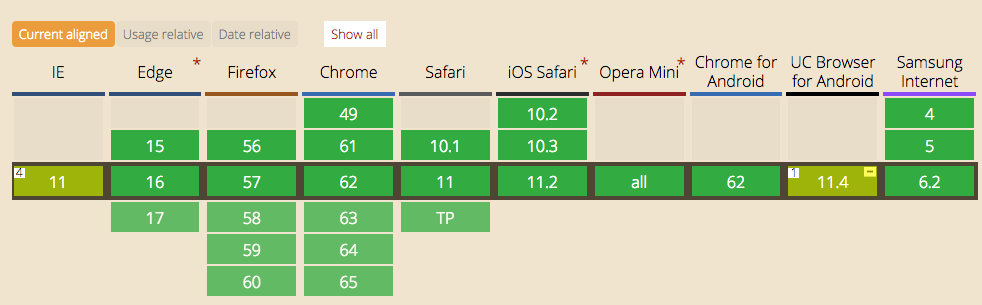 Current aligned Usage relative Date relative Show all
IE Edge * Firefox Chrome Safari iOS Safari * Opera Mini * Chrome for Android UC Browser for Android Samsung Internet
49 10.2 4
15 56 61 10.1 10.3 5
4 11 16 57 62 11 11.2 all 62 1 11.4 - 6.2
17 58 63 TP
59 64
60 65